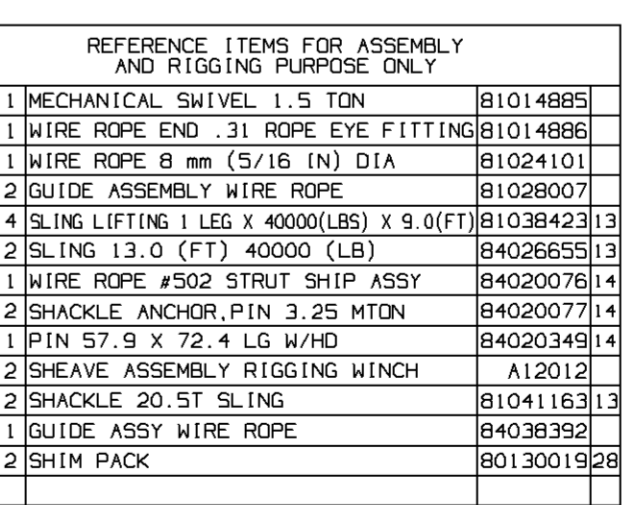 REFERENCE ITEMS FOR ASSEMBLY
AND RIGGING PURPOSE ONLY
1 MECHANICAL SWIVEL 1.5 TON 81014885
1 WIRE ROPE END .31 ROPE EYE FITTING 81014886
1 WIRE ROPE 8 mm (5/16 IN) DIA 81024101
2 GUIDE ASSEMBLY WIRE ROPE 81028007
4 SLING LIFTING 1 LEG X 40000(LBS) X 9.0(FT) 81038423 13
2 SLING 13.0 (FT) 40000 (LB) 84026655 13
1 WIRE ROPE #502 STRUT SHIP ASSY 84020076 14
2 SHACKLE ANCHOR,PIN 3.25 MTON 84020077 14
1 PIN 57.9 X 72.4 LG W/HD 84020349 14
2 SHEAVE ASSEMBLY RIGGING WINCH A12012
2 SHACKLE 20.5T SLING 81041163 13
1 GUIDE ASSY WIRE ROPE 84038392
2 SHIM PACK 80130019 28